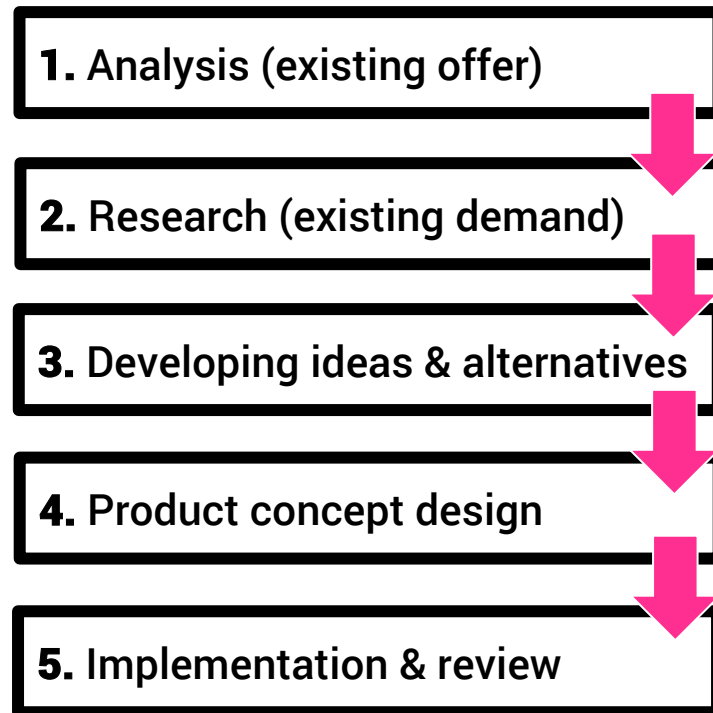 1. Analysis (existing offer)
2. Research (existing demand)
3. Developing ideas & alternatives
4. Product concept design
5. Implementation & review